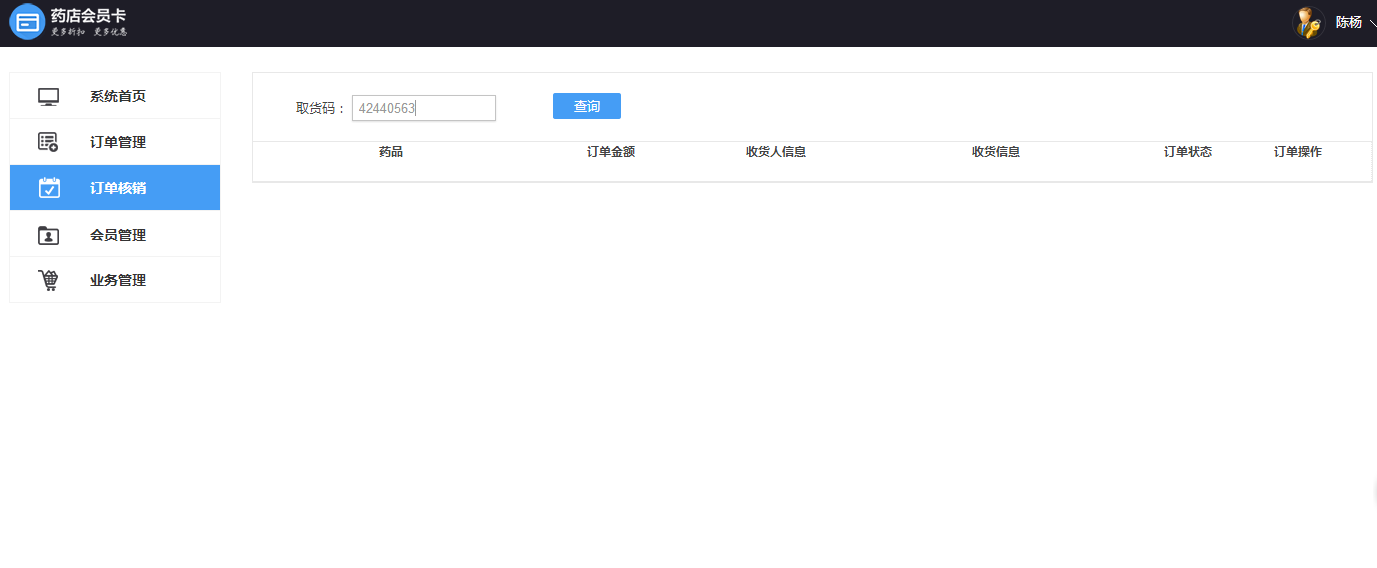 药店会员卡
更多折扣 更多优惠
陈杨
系统首页
订单管理
订单核销
会员管理
业务管理
取货码： 42440563 查询
药品 订单金额 收货人信息 收货信息 订单状态 订单操作